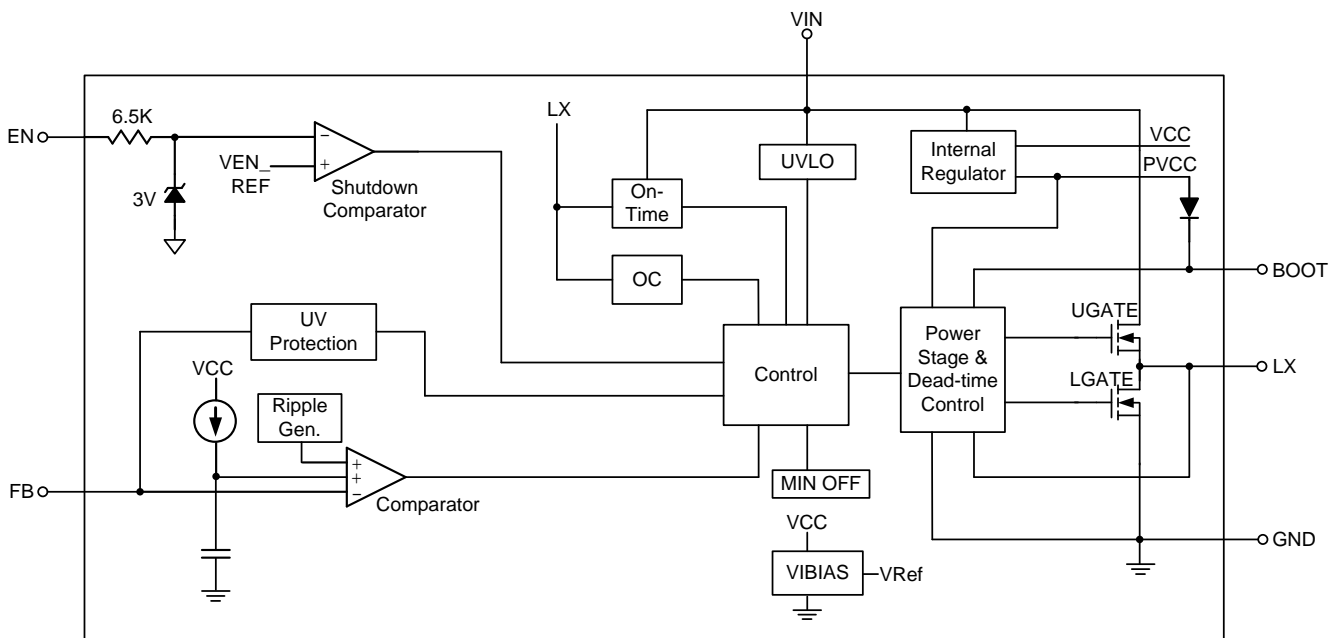 VIN
EN
6.5K
3V
−
+
VEN_
REF
Shutdown
Comparator
LX
On-
Time
OC
UVLO
Internal
Regulator
VCC
PVCC
BOOT
UV
Protection
VCC
Ripple
Gen.
+
+
−
Comparator
FB
Control
MIN OFF
VCC
VIBIAS
VRef
Power
Stage &
Dead-time
Control
UGATE
LGATE
LX
GND